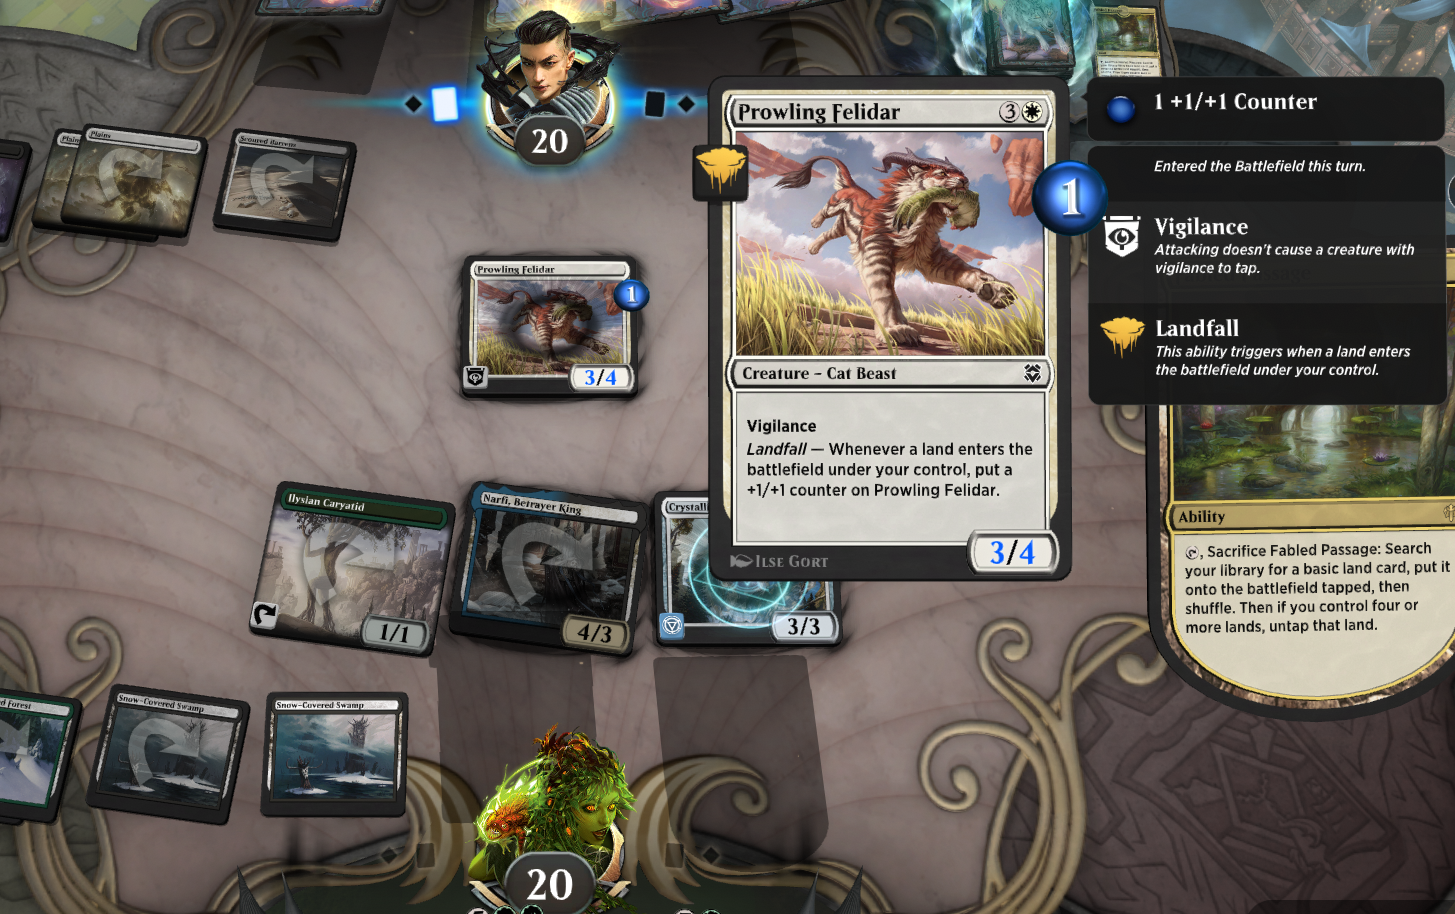 20
Plains
Plains
Scoured Barrens
Prowling Felidar
1
3/4
Prowling Felidar
3
1
Creature – Cat Beast
Vigilance
Landfall — Whenever a land enters the
battlefield under your control, put a
+1/+1 counter on Prowling Felidar.
Ilse Gort
3/4
1 +1/+1 Counter
Entered the Battlefield this turn.
Vigilance
Attacking doesn't cause a creature with
vigilance to tap.
Landfall
This ability triggers when a land enters
the battlefield under your control.
Ability
, Sacrifice Fabled Passage: Search
your library for a basic land card, put it
onto the battlefield tapped, then
shuffle. Then if you control four or
more lands, untap that land.
Ilysian Caryatid
1/1
Narfi, Betrayer King
4/3
Crystall
3/3
d Forest
Snow-Covered Swamp
Snow-Covered Swamp
20